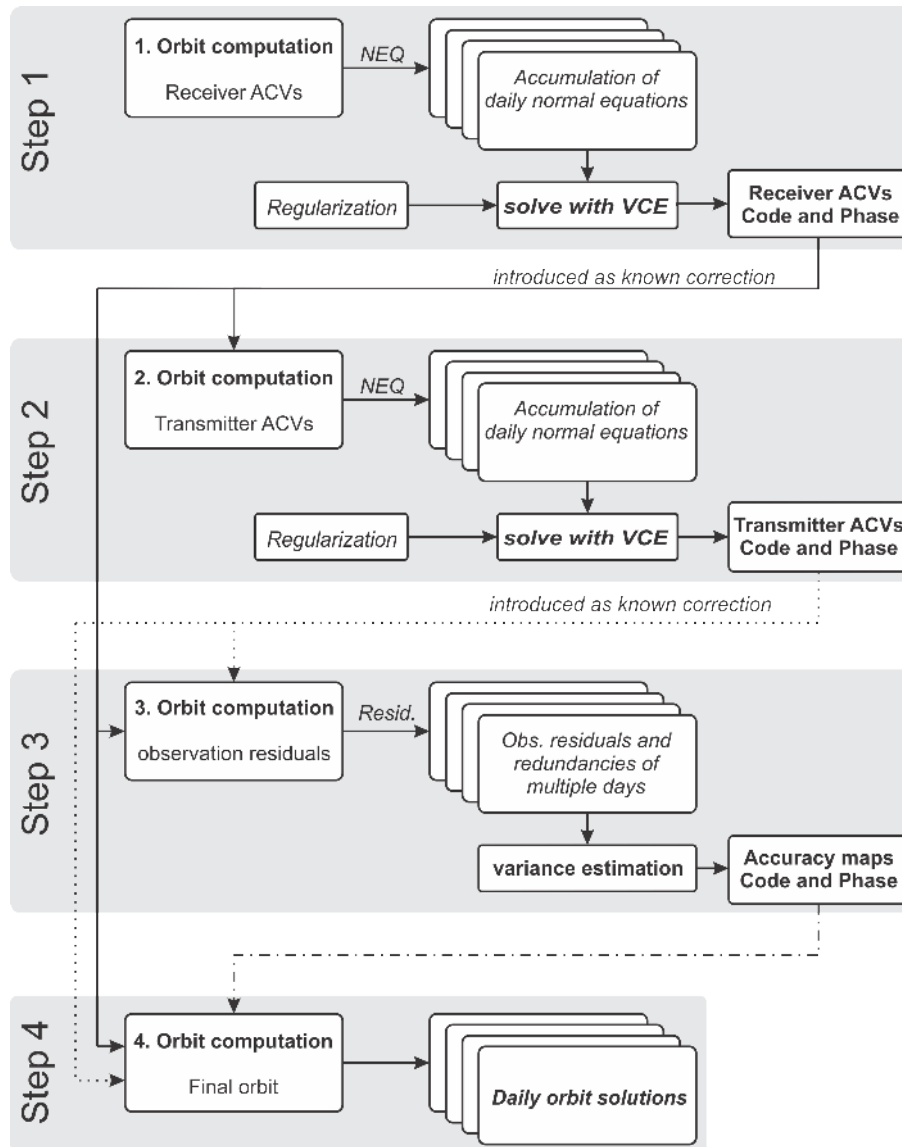 Step 1
1. Orbit computation
Receiver ACVs
NEQ
Accumulation of
daily normal equations
Regularization
solve with VCE
Receiver ACVs
Code and Phase
introduced as known correction
Step 2
2. Orbit computation
Transmitter ACVs
NEQ
Accumulation of
daily normal equations
Regularization
solve with VCE
Transmitter ACVs
Code and Phase
introduced as known correction
Step 3
3. Orbit computation
observation residuals
Resid.
Obs. residuals and
redundancies of
multiple days
variance estimation
Accuracy maps
Code and Phase
Step 4
4. Orbit computation
Final orbit
Daily orbit solutions